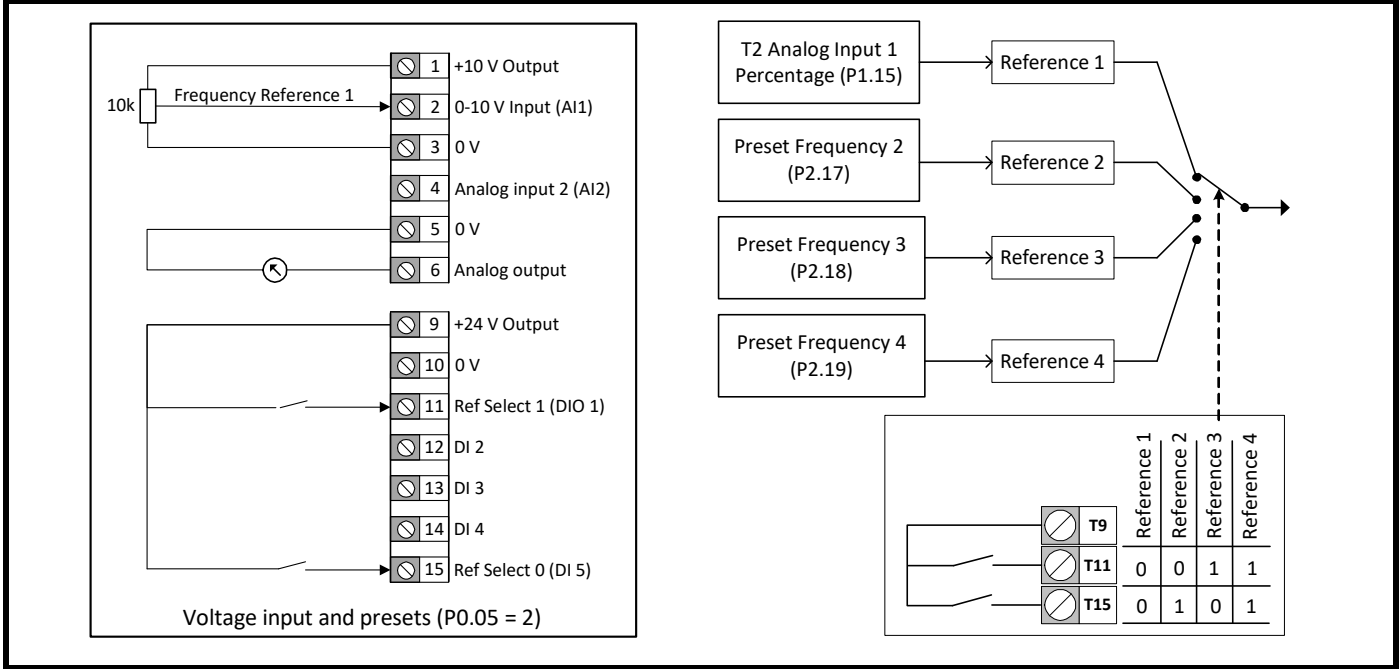 10k
Frequency Reference 1
1 +10 V Output
2 0-10 V Input (AI1)
3 0 V
4 Analog input 2 (AI2)
5 0 V
6 Analog output
9 +24 V Output
10 0 V
11 Ref Select 1 (DIO 1)
12 DI 2
13 DI 3
14 DI 4
15 Ref Select 0 (DI 5)
Voltage input and presets (P0.05 = 2)
T2 Analog Input 1
Percentage (P1.15)
Reference 1
Preset Frequency 2
(P2.17)
Reference 2
Preset Frequency 3
(P2.18)
Reference 3
Preset Frequency 4
(P2.19)
Reference 4
Reference 1
Reference 2
Reference 3
Reference 4
T9
T11 0 0 1 1
T15 0 1 0 1